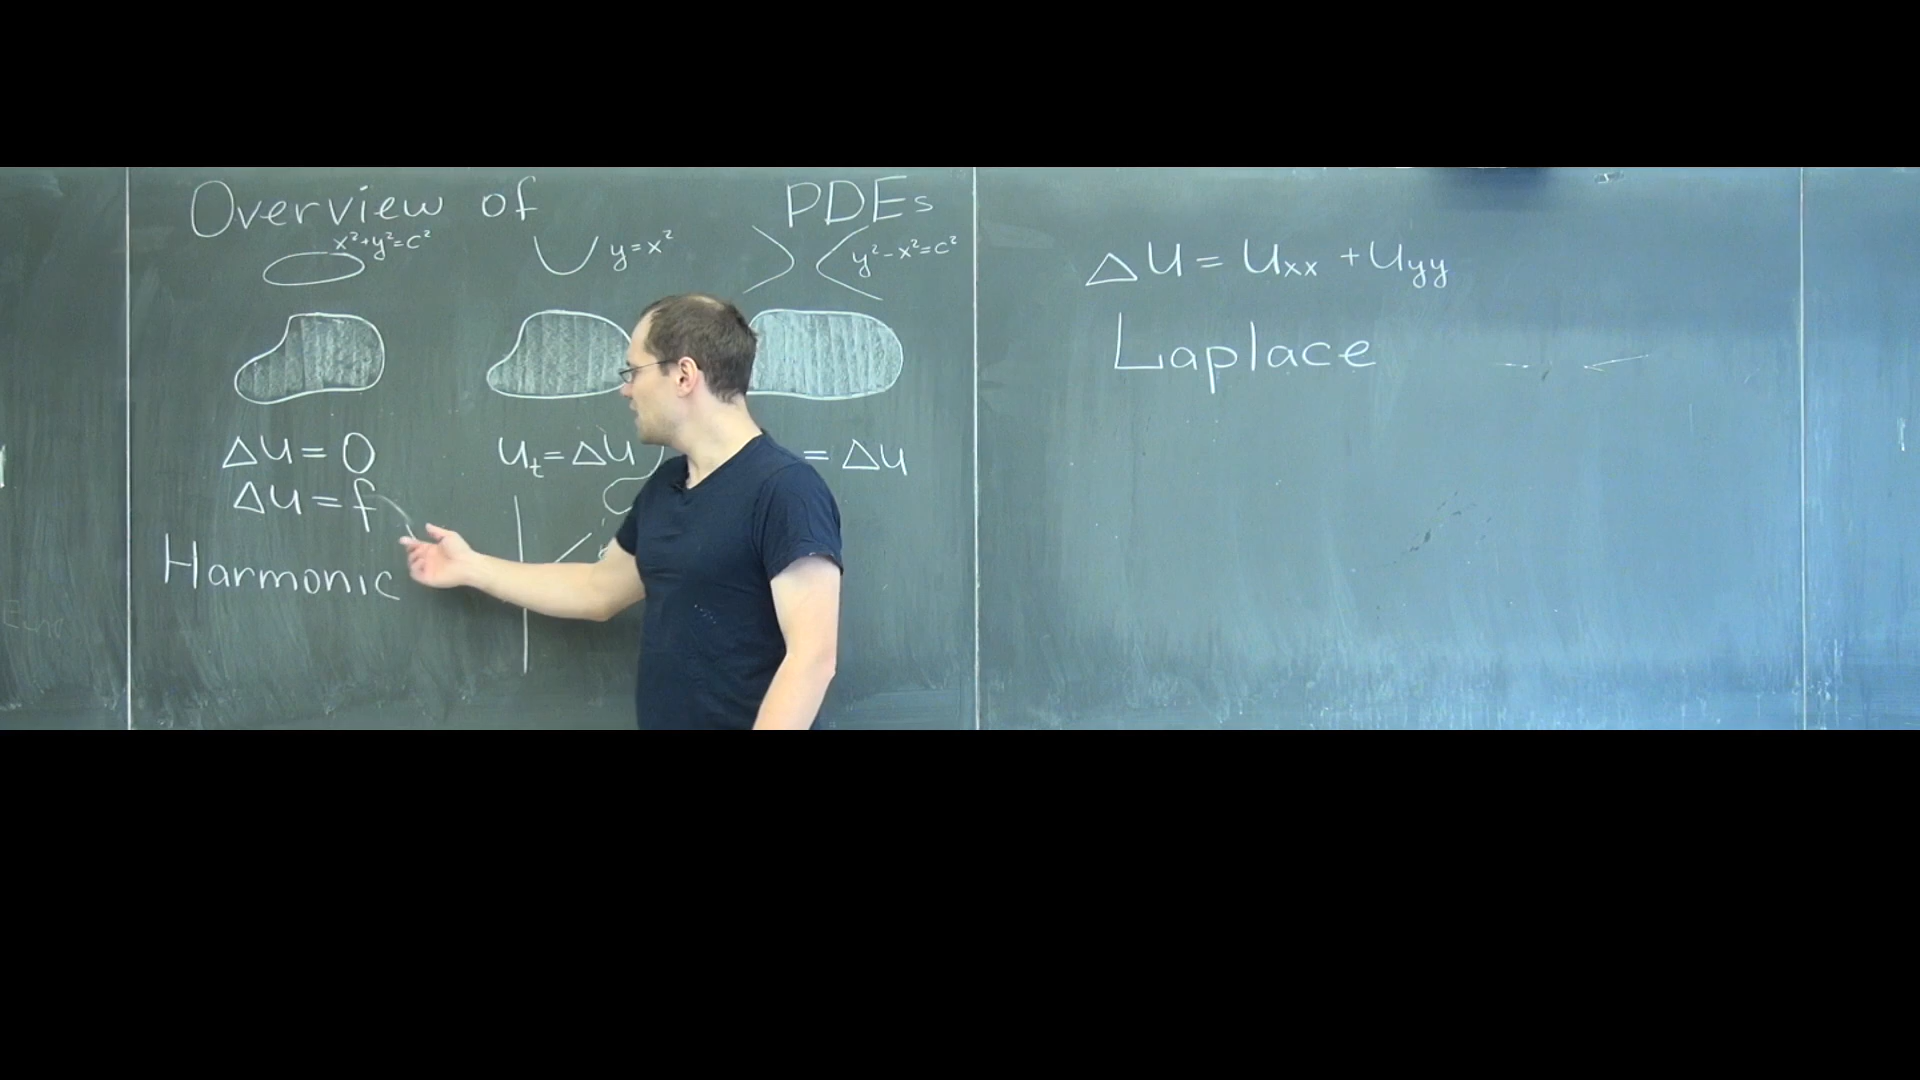 Overview of PDEs
x²+y²=c²
y=x²
y²-x²=c²
Δu=0
Δu=f
Harmonic
u_t=Δu
=Δu
Δu=u_xx+u_yy
Laplace